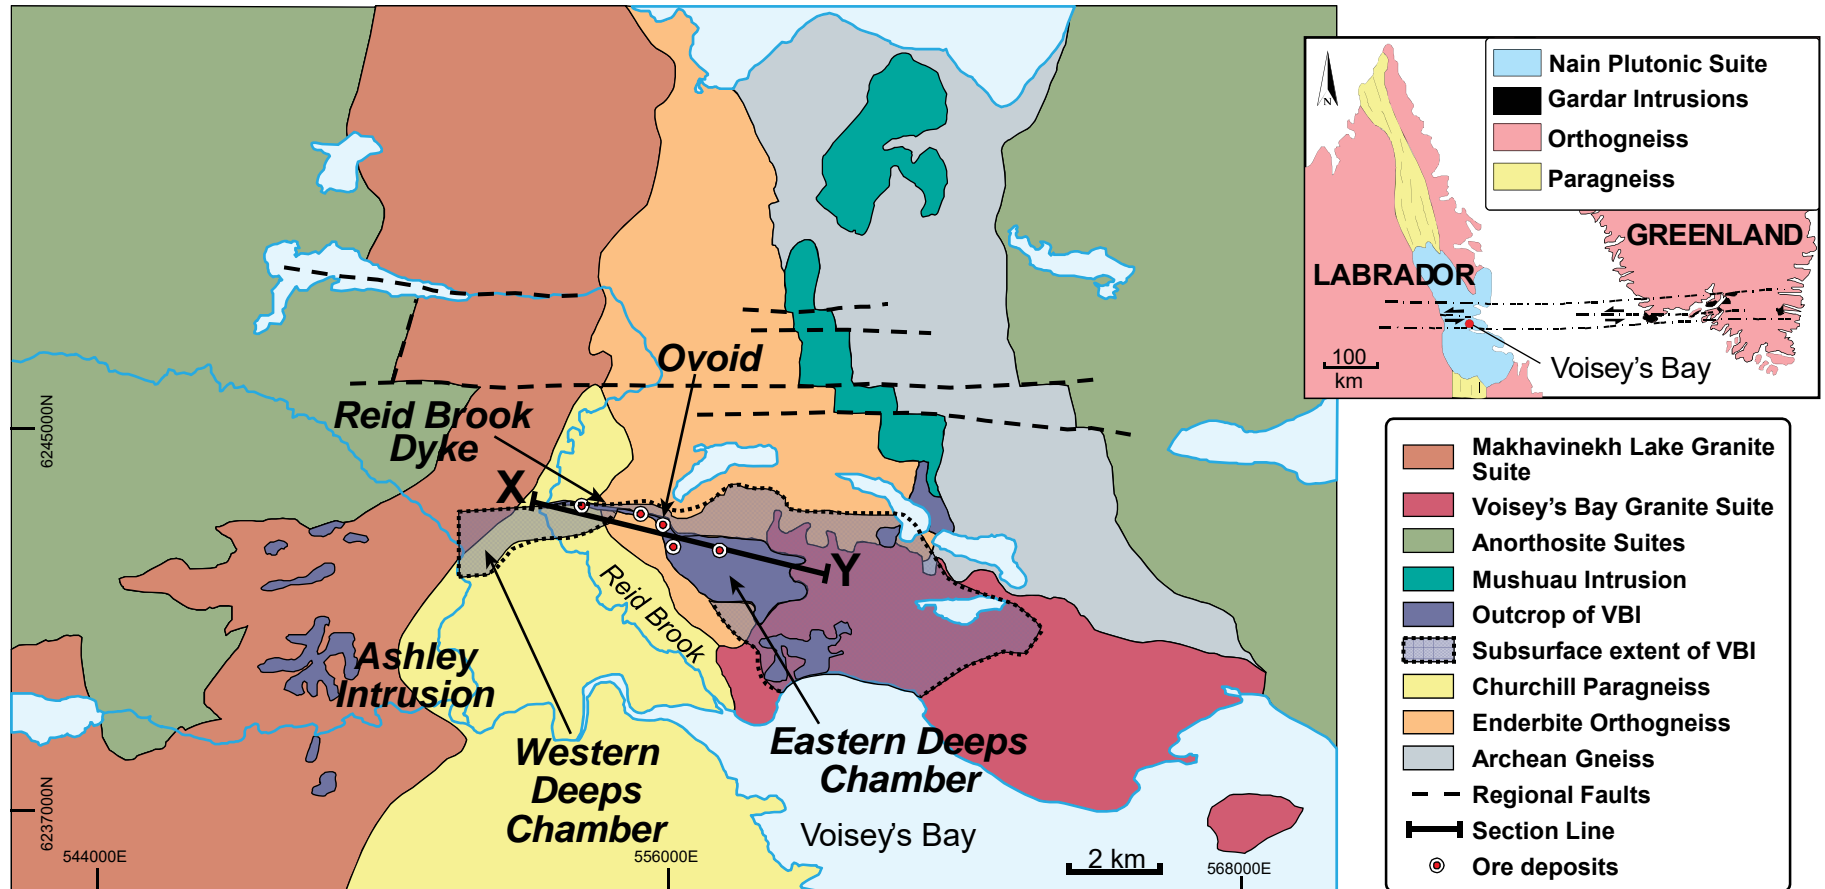 Ovoid
Reid Brook
Dyke
X
Y
Reid Brook
Ashley
Intrusion
Western
Deeps
Chamber
Eastern Deeps
Chamber
Voisey's Bay
2 km
6245000N
6237000N
544000E
556000E
568000E
N
Nain Plutonic Suite
Gardar Intrusions
Orthogneiss
Paragneiss
GREENLAND
LABRADOR
100
km
Voisey's Bay
Makhavinekh Lake Granite
Suite
Voisey's Bay Granite Suite
Anorthosite Suites
Mushuau Intrusion
Outcrop of VBI
Subsurface extent of VBI
Churchill Paragneiss
Enderbite Orthogneiss
Archean Gneiss
Regional Faults
Section Line
Ore deposits